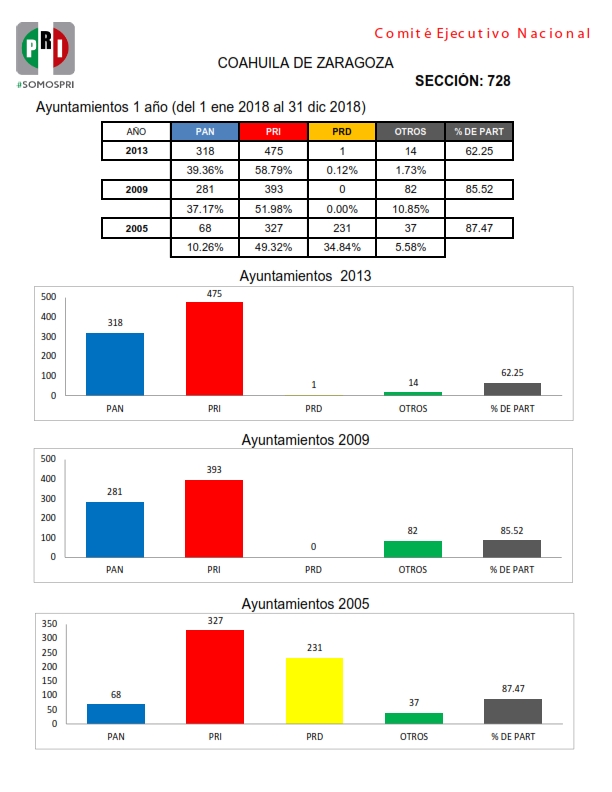 Comité Ejecutivo Nacional
PRI
#SOMOSPRI
COAHUILA DE ZARAGOZA
SECCIÓN: 728
Ayuntamientos 1 año (del 1 ene 2018 al 31 dic 2018)
AÑO PAN PRI PRD OTROS % DE PART
2013 318 475 1 14 62.25
39.36% 58.79% 0.12% 1.73%
2009 281 393 0 82 85.52
37.17% 51.98% 0.00% 10.85%
2005 68 327 231 37 87.47
10.26% 49.32% 34.84% 5.58%
Ayuntamientos 2013
500
400
300
200
100
0
318 475 1 14 62.25
PAN PRI PRD OTROS % DE PART
Ayuntamientos 2009
500
400
300
200
100
0
281 393 0 82 85.52
PAN PRI PRD OTROS % DE PART
Ayuntamientos 2005
350
300
250
200
150
100
50
0
68 327 231 37 87.47
PAN PRI PRD OTROS % DE PART